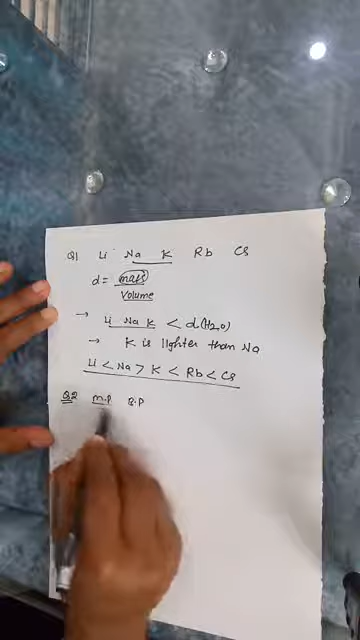 Q1 Li Na K Rb Cs
d = mass
Volume
→ Li Na K < d(H2O)
→ K is lighter than Na
Li < Na > K < Rb < Cs
Q2 m.p B.P